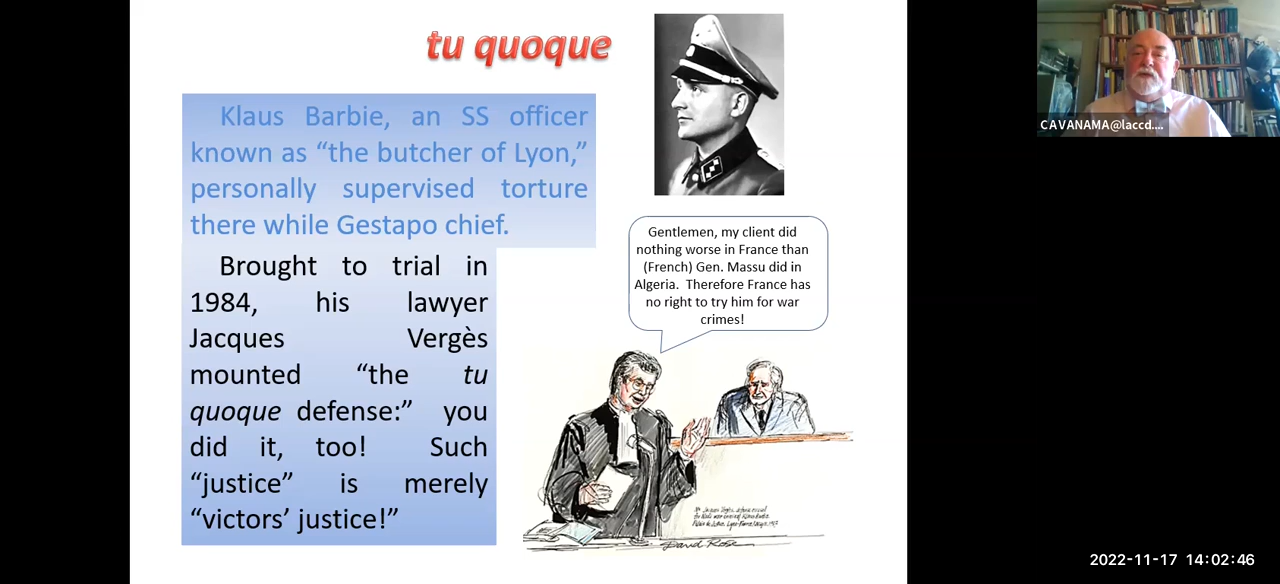 tu quoque
Klaus Barbie, an SS officer
known as “the butcher of Lyon,”
personally supervised torture
there while Gestapo chief.
Brought to trial in
1984, his lawyer
Jacques Vergès
mounted “the tu
quoque defense:” you
did it, too! Such
“justice” is merely
“victors’ justice!”
Gentlemen, my client did
nothing worse in France than
(French) Gen. Massu did in
Algeria. Therefore France has
no right to try him for war
crimes!
David Rose
CAVANAMA@laccd....
2022-11-17 14:02:46